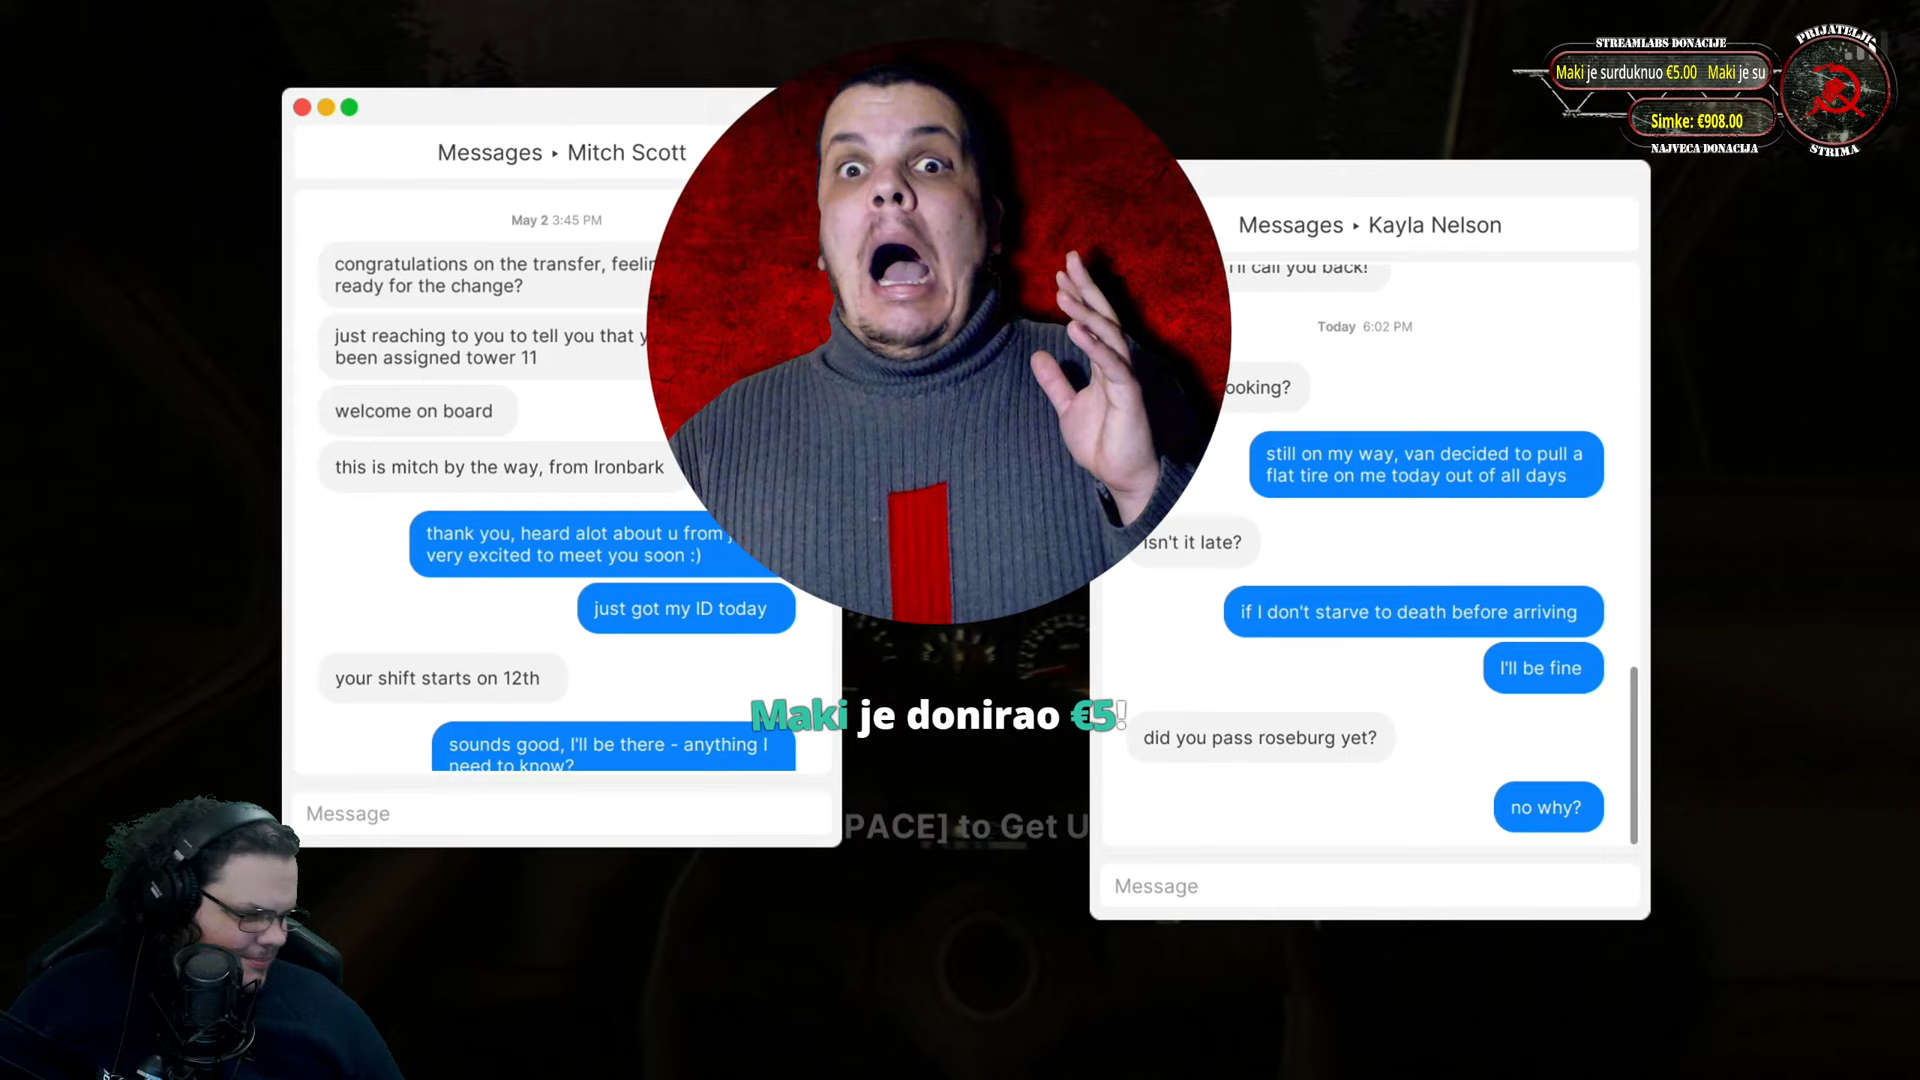 STREAMLABS DONACIJE
Maki je surduknuo €5.00 Maki je su
Simke: €908.00
NAJVECA DONACIJA
STRIMA
Messages ‣ Mitch Scott
May 2 3:45 PM
congratulations on the transfer,
ready for the change?
just reaching to you to tell you that
been assigned tower 11
welcome on board
this is mitch by the way, from Ironbark
thank you, heard alot about u from
very excited to meet you soon :)
just got my ID today
your shift starts on 12th
sounds good, I'll be there - anything I
need to know?
Message
Messages ‣ Kayla Nelson
I'll call you back!
Today 6:02 PM
still on my way, van decided to pull a
flat tire on me today out of all days
isn't it late?
if I don't starve to death before arriving
I'll be fine
did you pass roseburg yet?
no why?
Message
Maki je donirao €5!
to Get